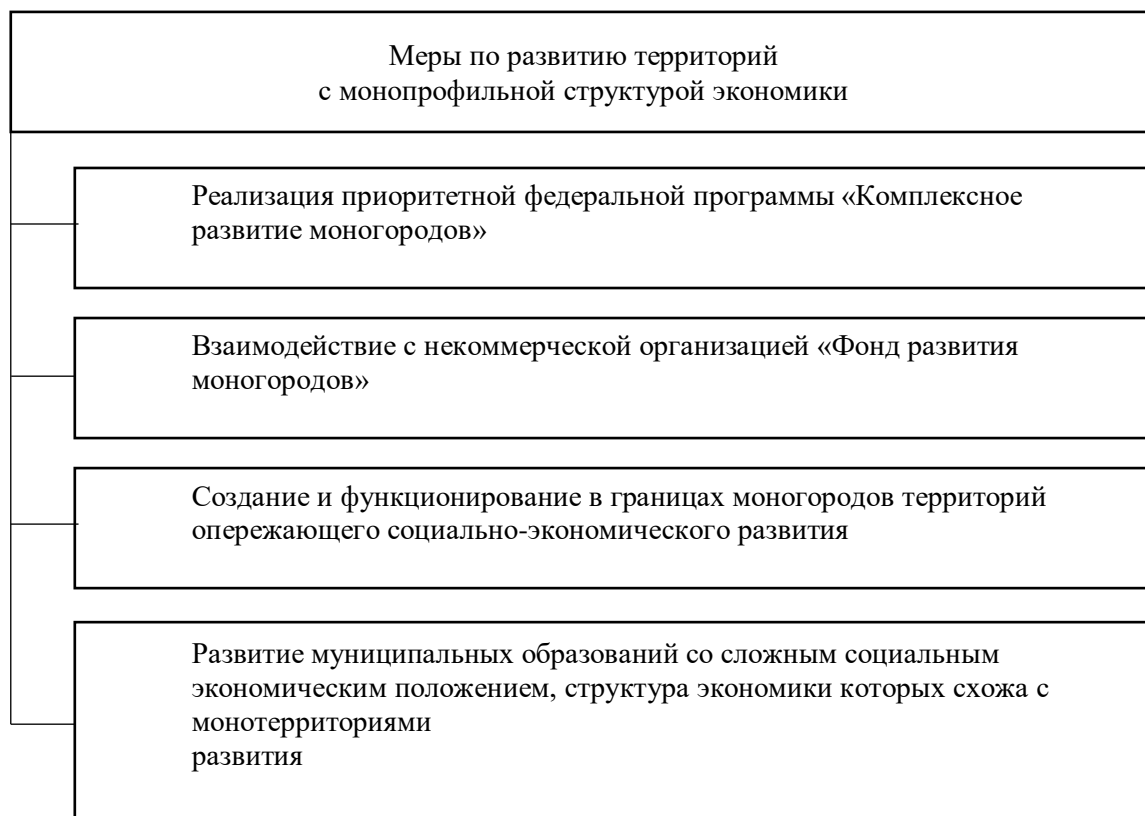 Меры по развитию территорий
с монопрофильной структурой экономики
Реализация приоритетной федеральной программы «Комплексное
развитие моногородов»
Взаимодействие с некоммерческой организацией «Фонд развития
моногородов»
Создание и функционирование в границах моногородов территорий
опережающего социально-экономического развития
Развитие муниципальных образований со сложным социальным
экономическим положением, структура экономики которых схожа с
монотерриториями
развития